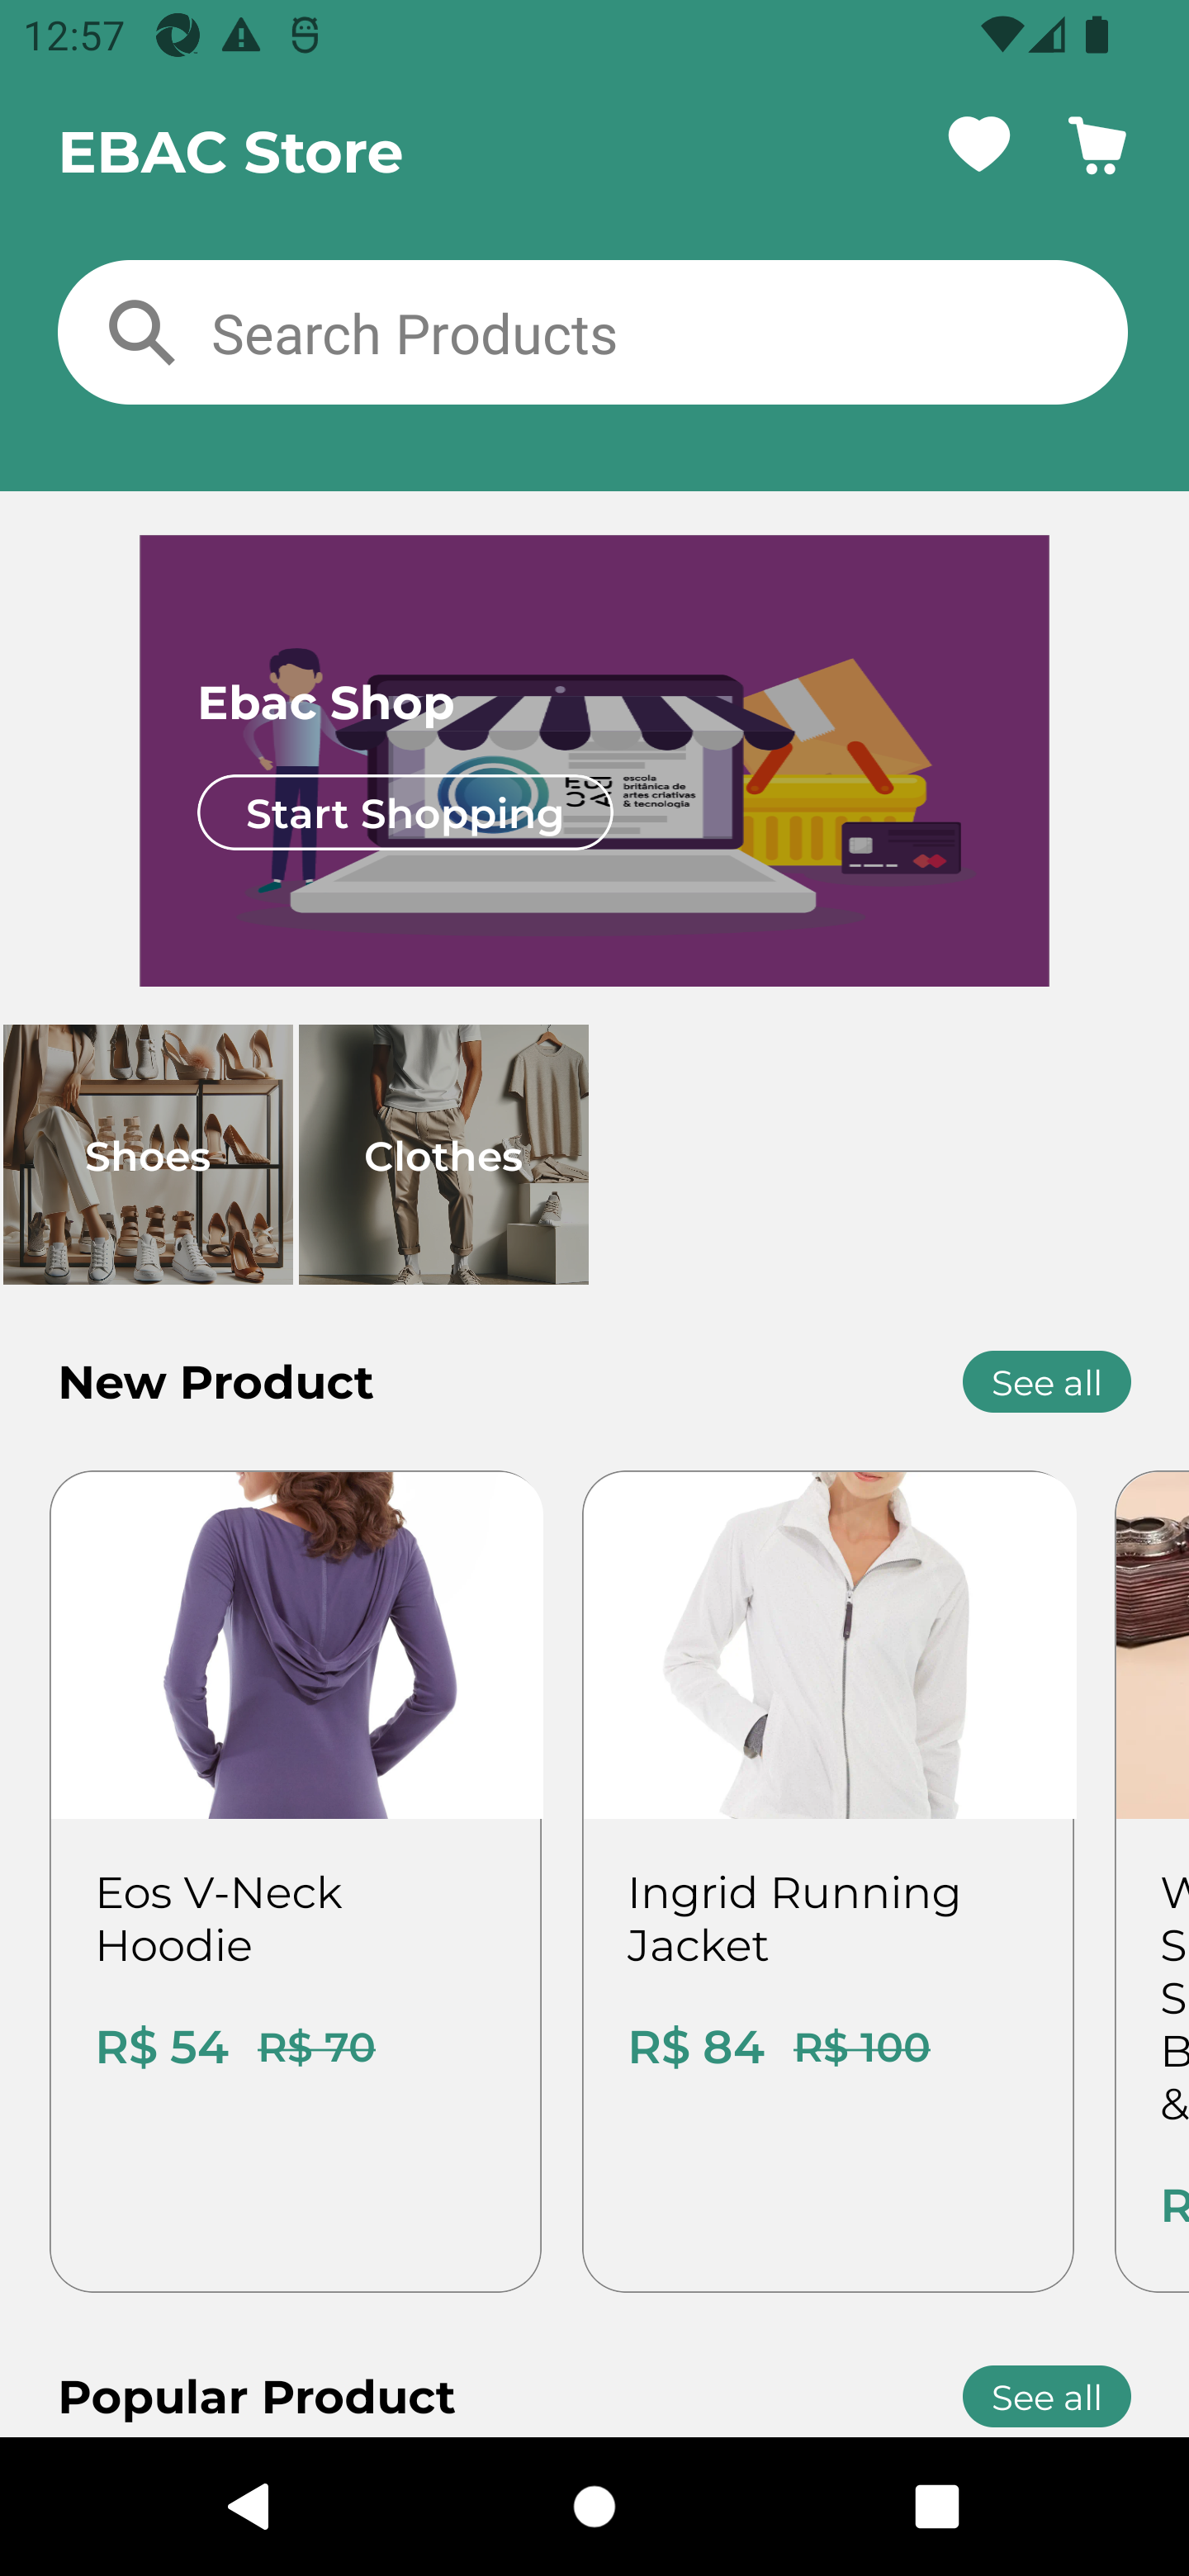 12:57
EBAC Store
Search Products
Ebac Shop
Start Shopping
escola
britânica de
artes criativas
& tecnologia
Shoes
Clothes
New Product
See all
Eos V-Neck
Hoodie
R$ 54 R$ 70
Ingrid Running
Jacket
R$ 84 R$ 100
W
S
S
B
&
R
Popular Product
See all